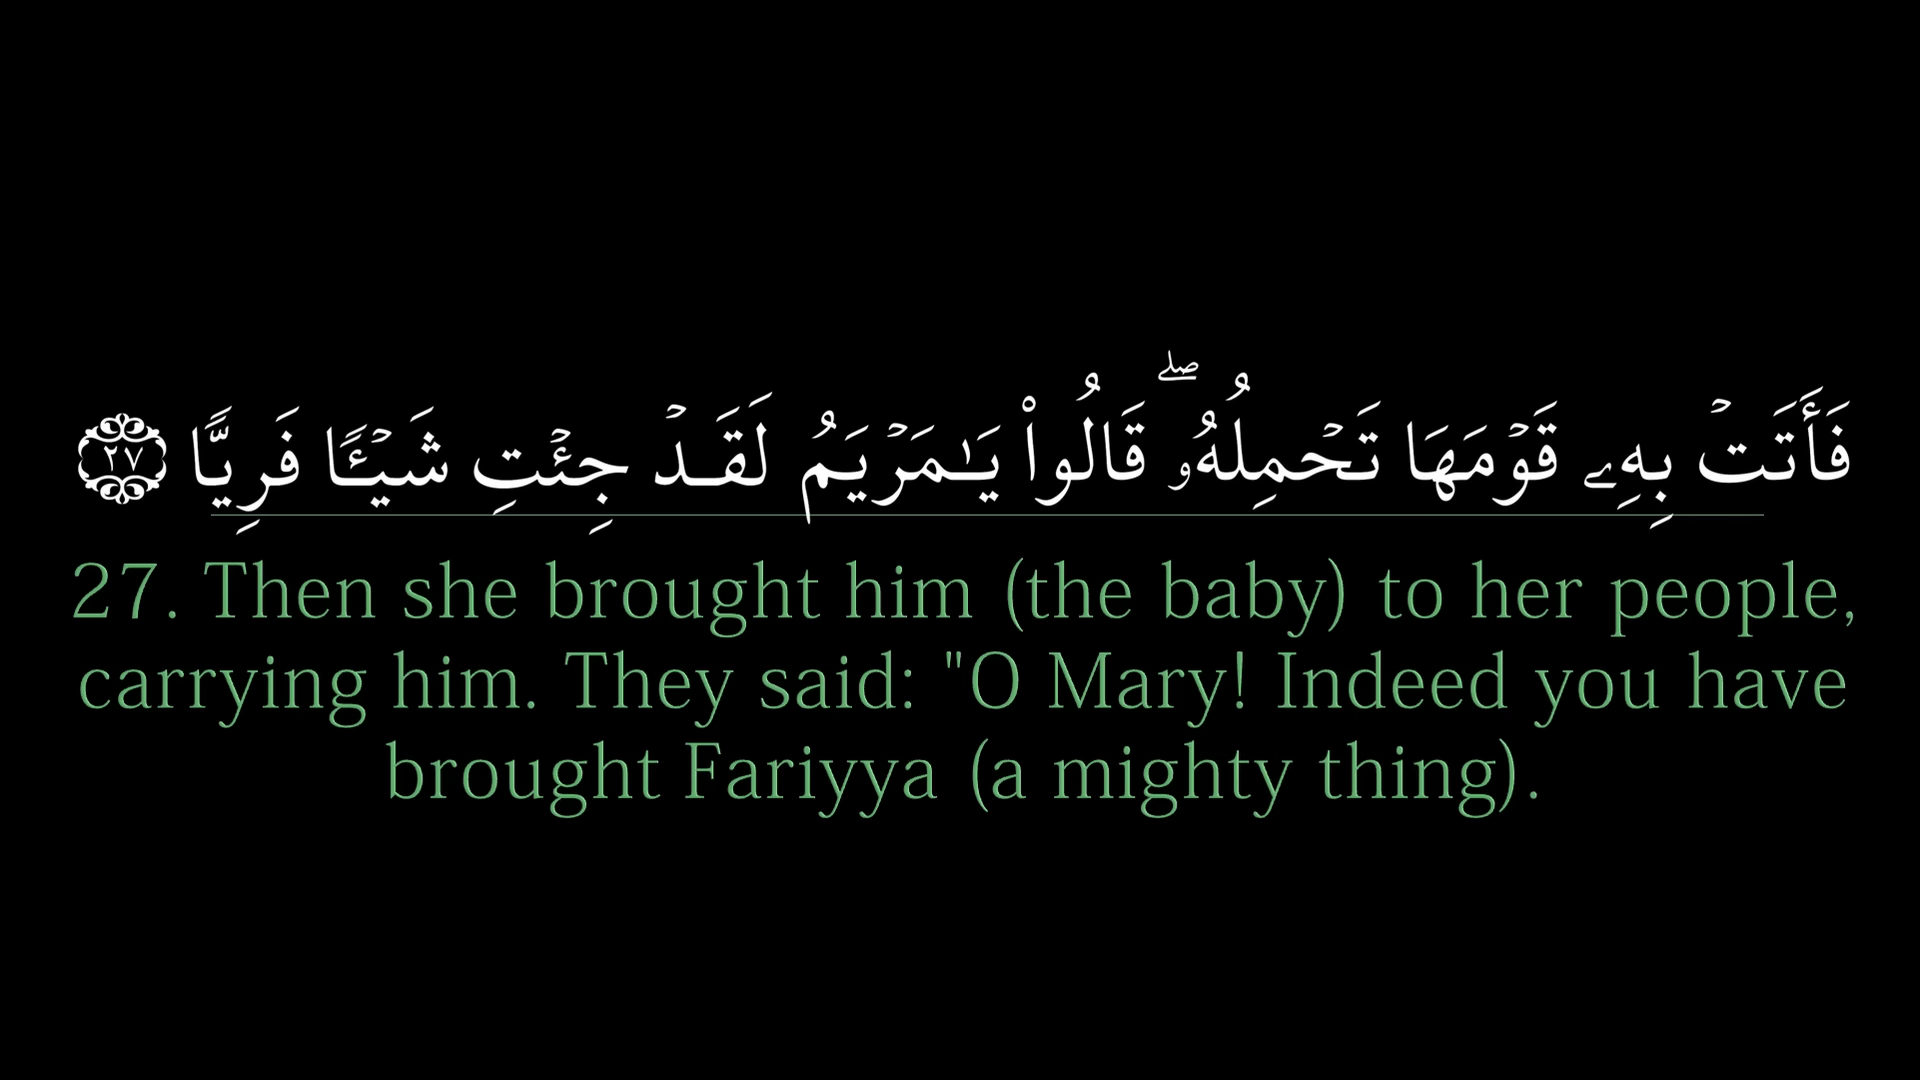 فَأَتَتۡ بِهِۦ قَوۡمَهَا تَحۡمِلُهُۥۖ قَالُواْ يَٰمَرۡيَمُ لَقَدۡ جِئۡتِ شَيۡـٔٗا فَرِيّٗا ٢٧
27. Then she brought him (the baby) to her people,
carrying him. They said: "O Mary! Indeed you have
brought Fariyya (a mighty thing).